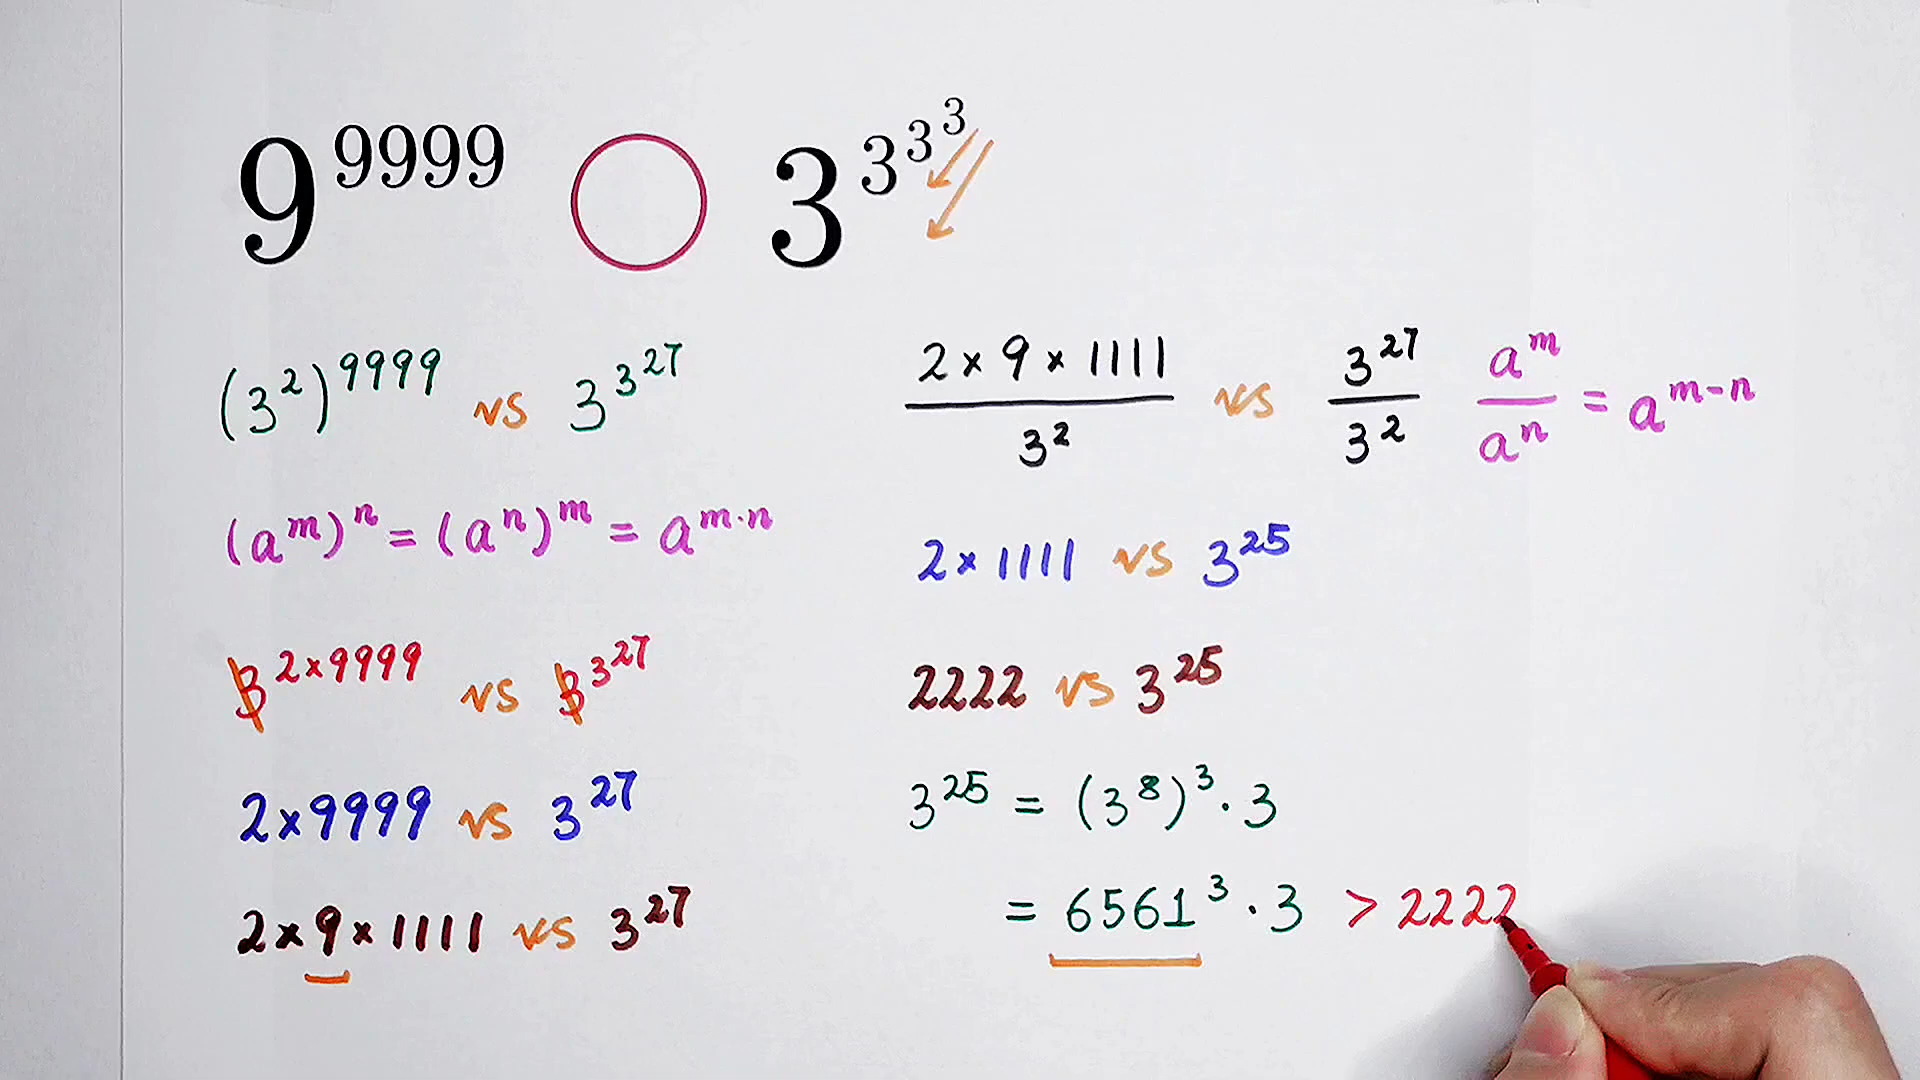 9^9999 ◯ 3^3^3^3
(3^2)^9999 vs 3^3^27
(a^m)^n = (a^n)^m = a^m·n
3^2×9999 vs 3^3^27
2×9999 vs 3^27
2×9×1111 vs 3^27
2×9×1111/3^2 vs 3^27/3^2 a^m/a^n = a^m-n
2×1111 vs 3^25
2222 vs 3^25
3^25 = (3^8)^3·3
= 6561^3·3 > 2222